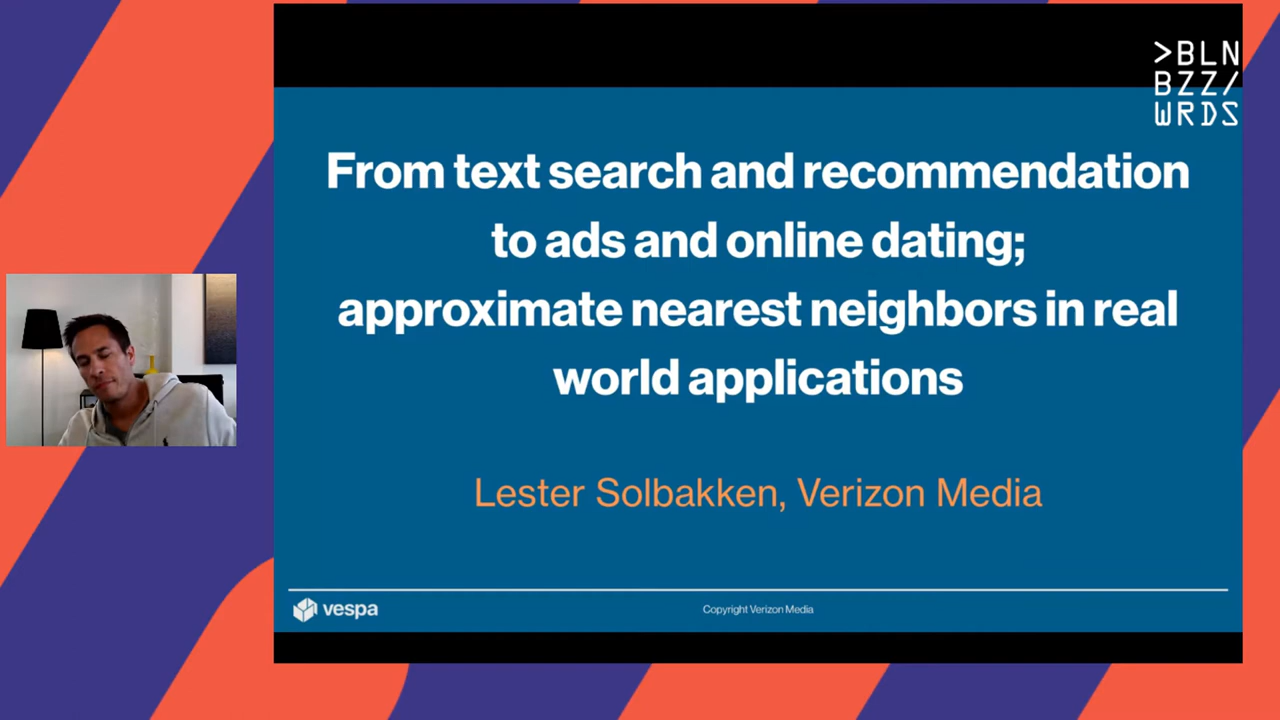 >BLN
BZZ/
WRDS
From text search and recommendation
to ads and online dating;
approximate nearest neighbors in real
world applications
Lester Solbakken, Verizon Media
vespa
Copyright Verizon Media